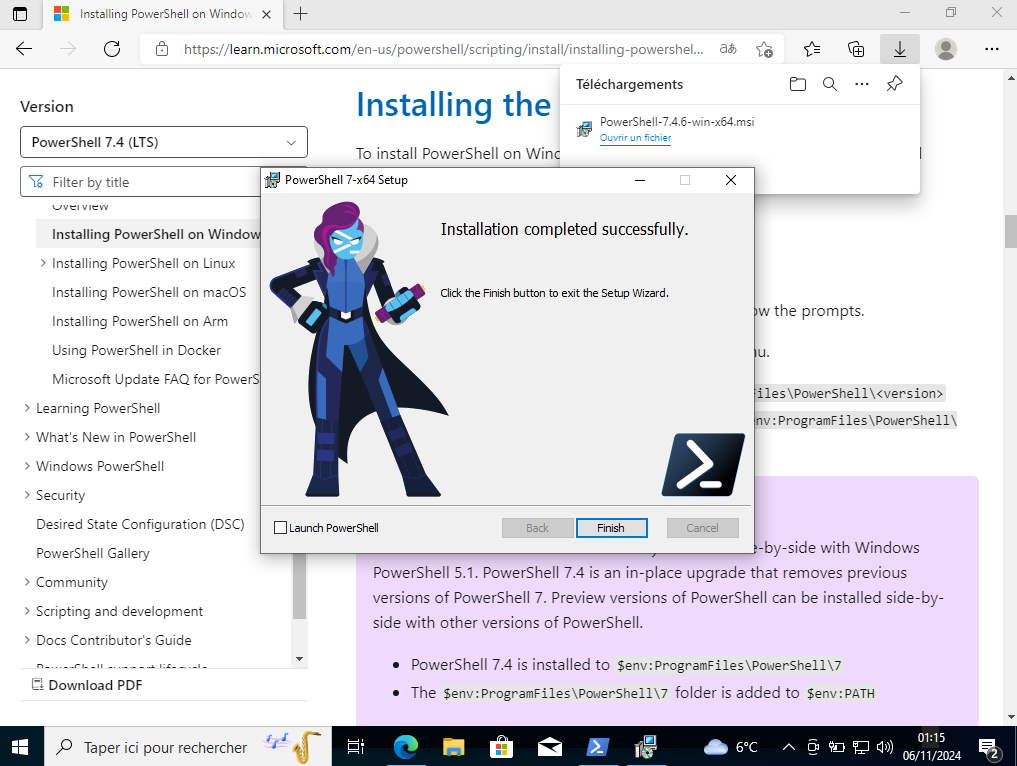 Installing PowerShell on Window
https://learn.microsoft.com/en-us/powershell/scripting/install/installing-powershel...
Téléchargements
PowerShell-7.4.6-win-x64.msi
Ouvrir un fichier
Version
PowerShell 7.4 (LTS)
Filter by title
Overview
Installing PowerShell on Window
Installing PowerShell on Linux
Installing PowerShell on macOS
Installing PowerShell on Arm
Using PowerShell in Docker
Microsoft Update FAQ for PowerS
Learning PowerShell
What's New in PowerShell
Windows PowerShell
Security
Desired State Configuration (DSC)
PowerShell Gallery
Community
Scripting and development
Docs Contributor's Guide
PowerShell support lifecycle
Download PDF
Installing the
To install PowerShell on Wind
PowerShell 7-x64 Setup
Installation completed successfully.
Click the Finish button to exit the Setup Wizard.
Launch PowerShell
Back
Finish
Cancel
ow the prompts.
nu.
Files\PowerShell\<version>
env:ProgramFiles\PowerShell\
e-by-side with Windows
PowerShell 5.1. PowerShell 7.4 is an in-place upgrade that removes previous
versions of PowerShell 7. Preview versions of PowerShell can be installed side-by-
side with other versions of PowerShell.
PowerShell 7.4 is installed to $env:ProgramFiles\PowerShell\7
The $env:ProgramFiles\PowerShell\7 folder is added to $env:PATH
Taper ici pour rechercher
6°C
01:15
06/11/2024
2